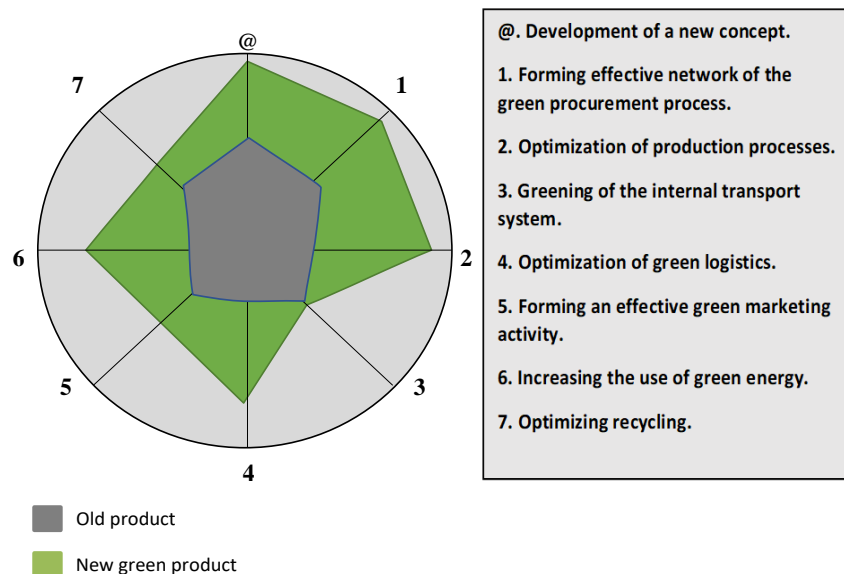 @
7
1
6
2
5
3
4
@. Development of a new concept.
1. Forming effective network of the
green procurement process.
2. Optimization of production processes.
3. Greening of the internal transport
system.
4. Optimization of green logistics.
5. Forming an effective green marketing
activity.
6. Increasing the use of green energy.
7. Optimizing recycling.
Old product
New green product